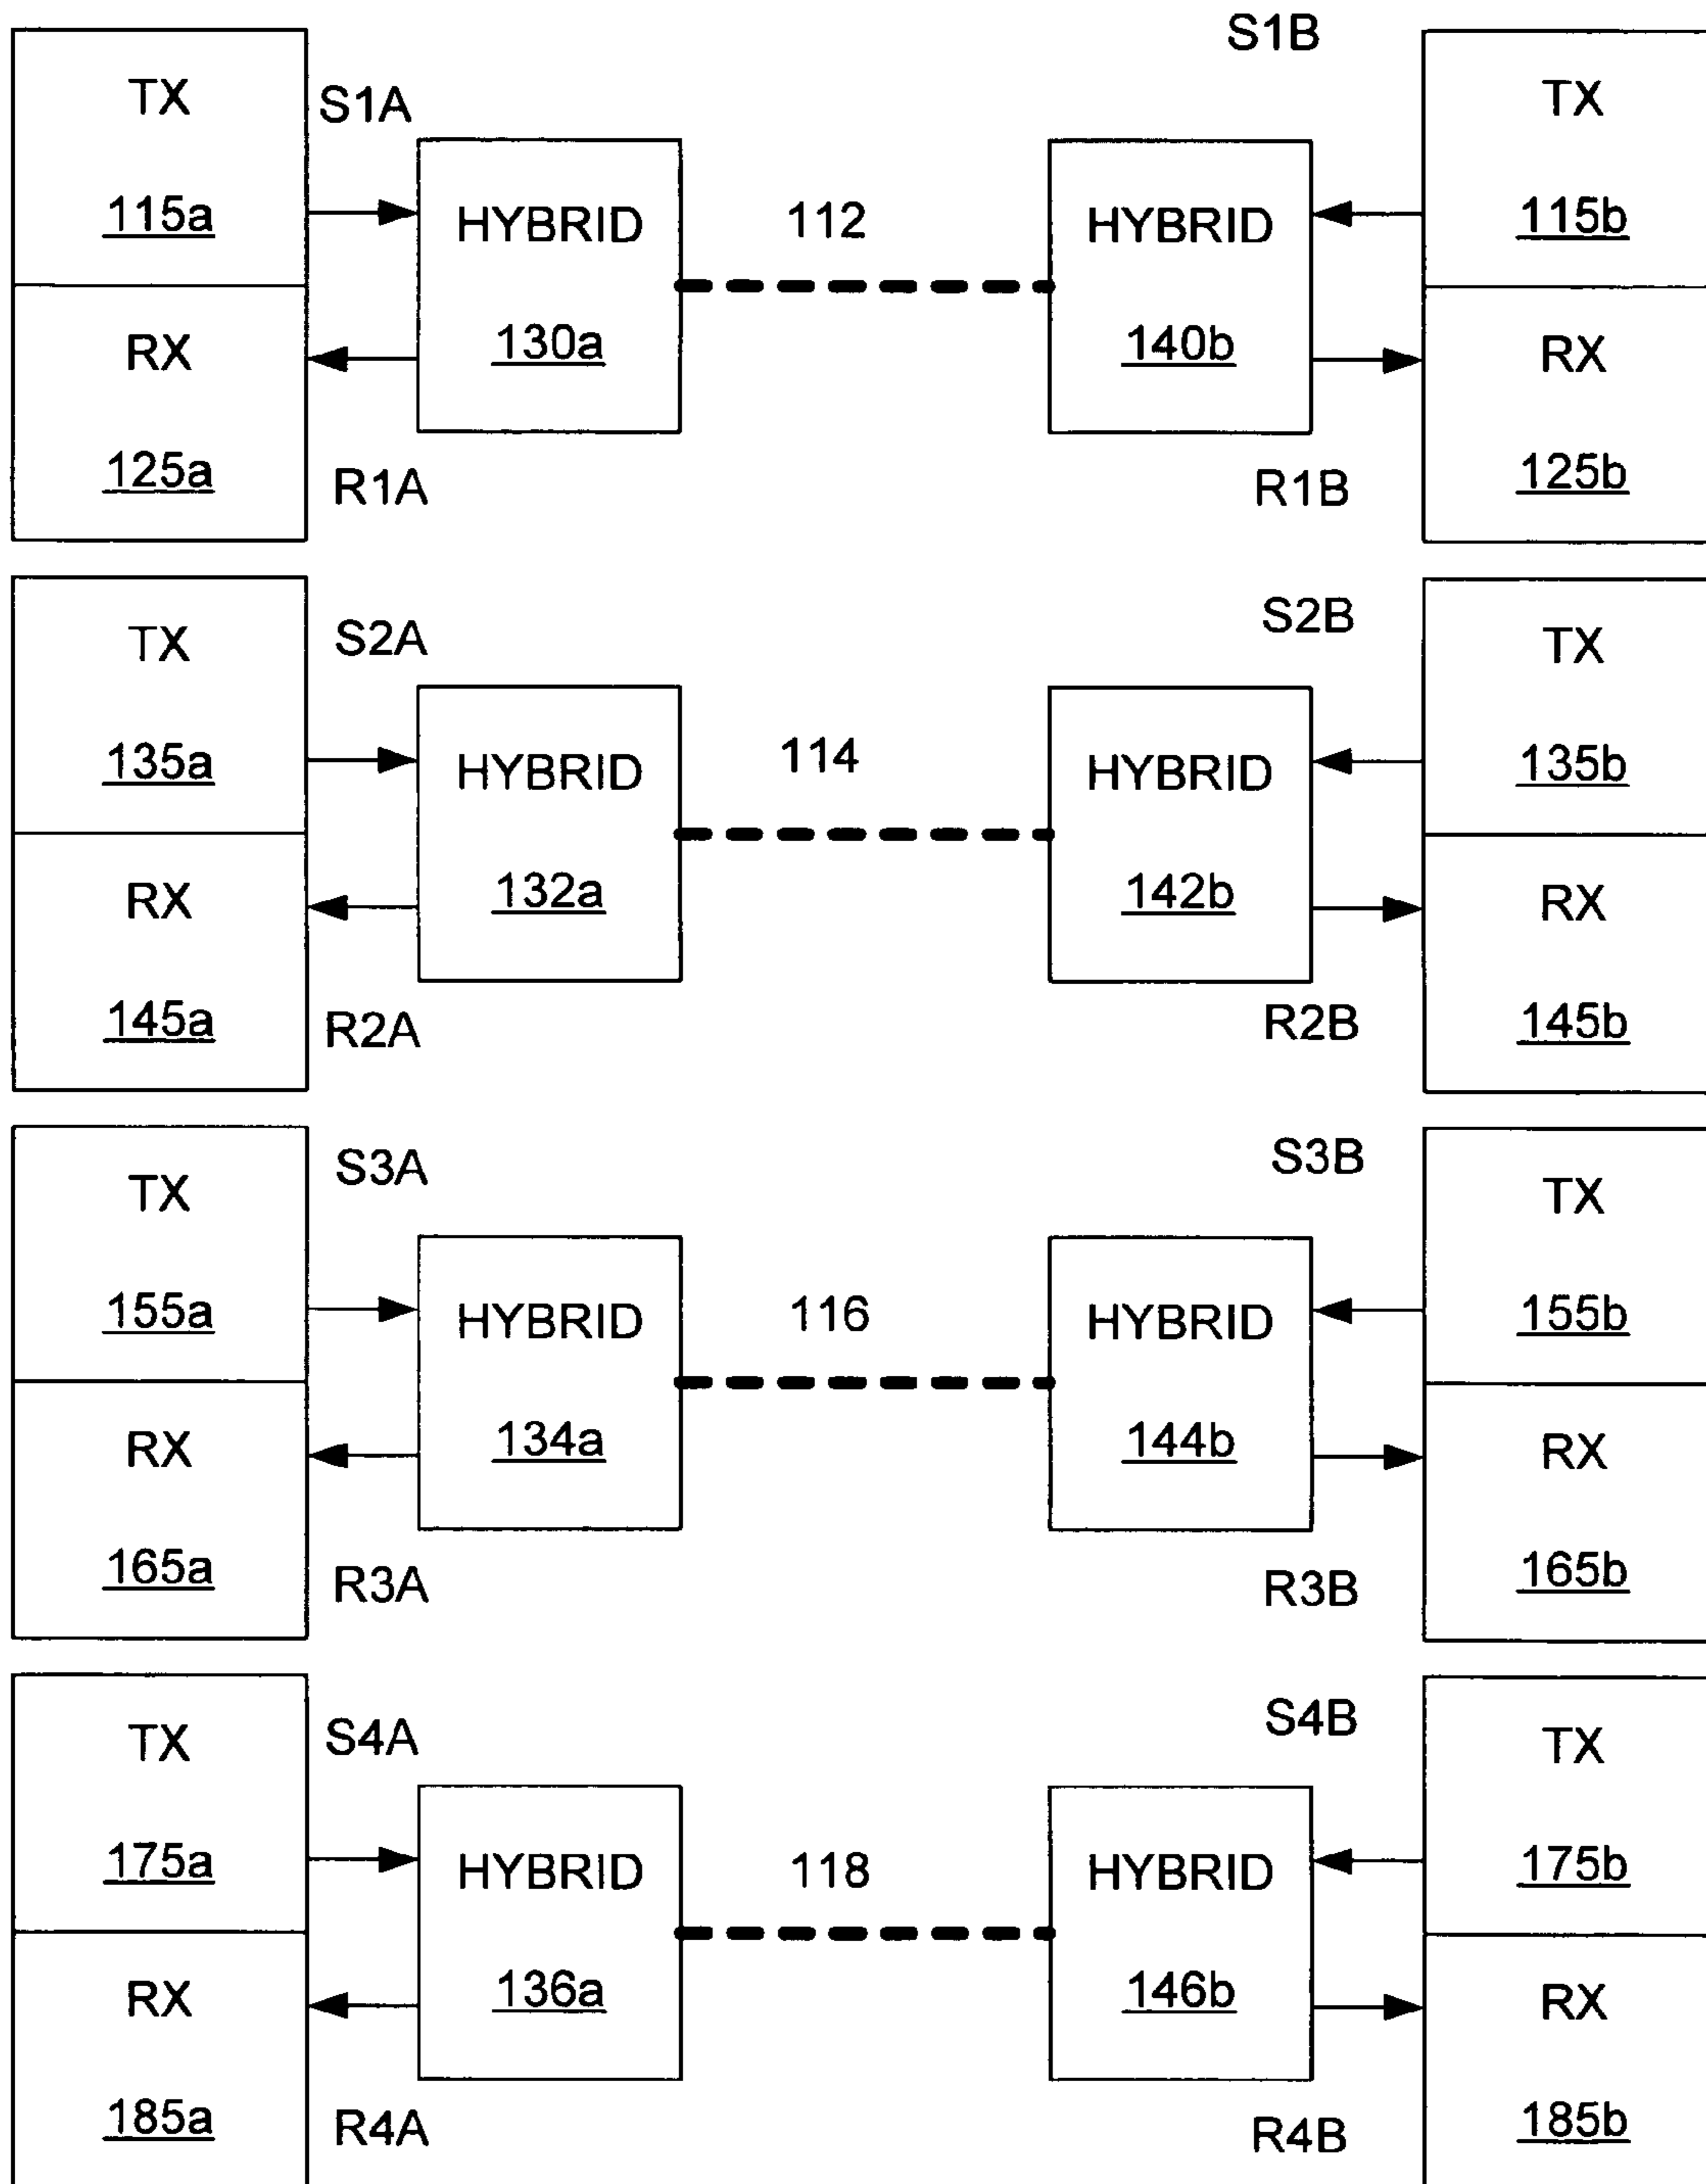 S1B
TX
S1A
TX
115a
HYBRID
112
HYBRID
115b
RX
130a
140b
RX
125a
R1A
R1B
125b
TX
S2A
S2B
TX
135a
HYBRID
114
HYBRID
135b
RX
132a
142b
RX
145a
R2A
R2B
145b
TX
S3A
S3B
TX
155a
HYBRID
116
HYBRID
155b
RX
134a
144b
RX
165a
R3A
R3B
165b
TX
S4A
S4B
TX
175a
HYBRID
118
HYBRID
175b
RX
136a
146b
RX
185a
R4A
R4B
185b